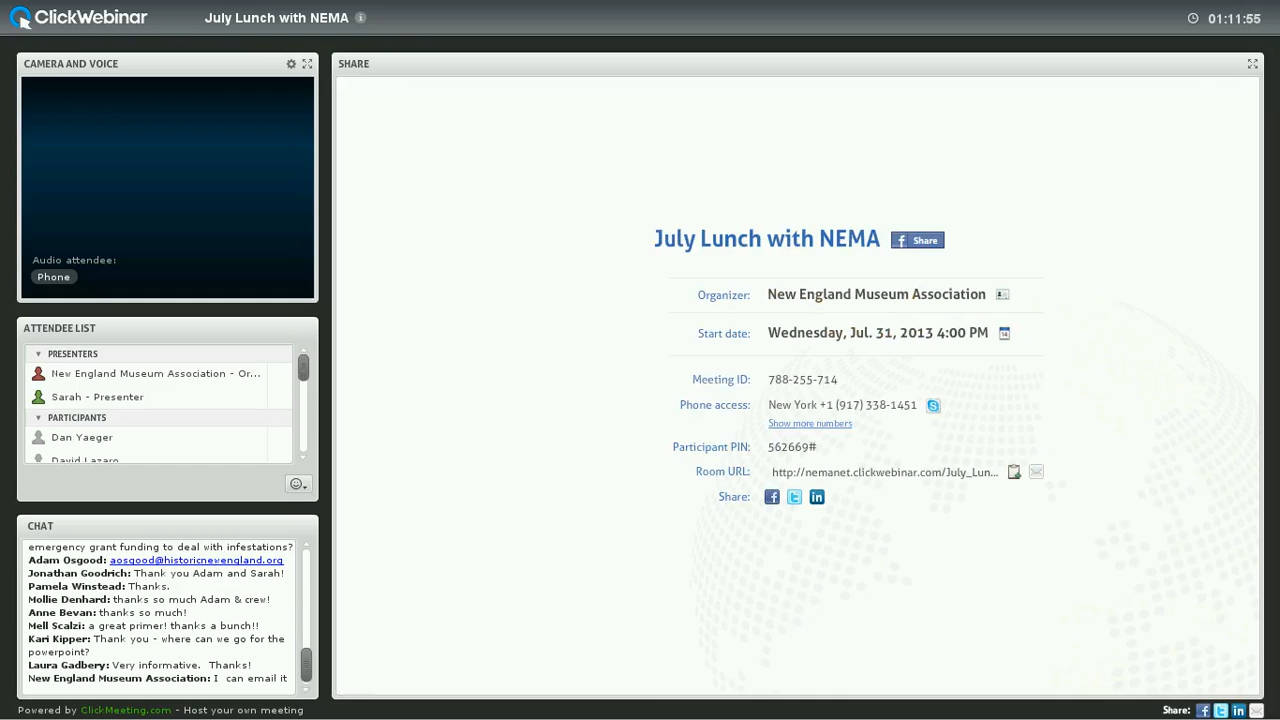 ClickWebinar
July Lunch with NEMA
01:11:55
CAMERA AND VOICE
Audio attendee:
Phone
ATTENDEE LIST
PRESENTERS
New England Museum Association - Or...
Sarah - Presenter
PARTICIPANTS
Dan Yaeger
David Lazaro
CHAT
emergency grant funding to deal with infestations?
Adam Osgood: aosgood@historicnewengland.org
Jonathan Goodrich: Thank you Adam and Sarah!
Pamela Winstead: Thanks.
Mollie Denhard: thanks so much Adam & crew!
Anne Bevan: thanks so much!
Mell Scalzi: a great primer! thanks a bunch!!
Kari Kipper: Thank you - where can we go for the
powerpoint?
Laura Gadbery: Very informative.  Thanks!
New England Museum Association: I  can email it
SHARE
July Lunch with NEMA
f Share
Organizer: New England Museum Association
Start date: Wednesday, Jul. 31, 2013 4:00 PM
Meeting ID: 788-255-714
Phone access: New York +1 (917) 338-1451
Show more numbers
Participant PIN: 562669#
Room URL: http://nemanet.clickwebinar.com/July_Lun...
Share:
Powered by ClickMeeting.com - Host your own meeting
Share: